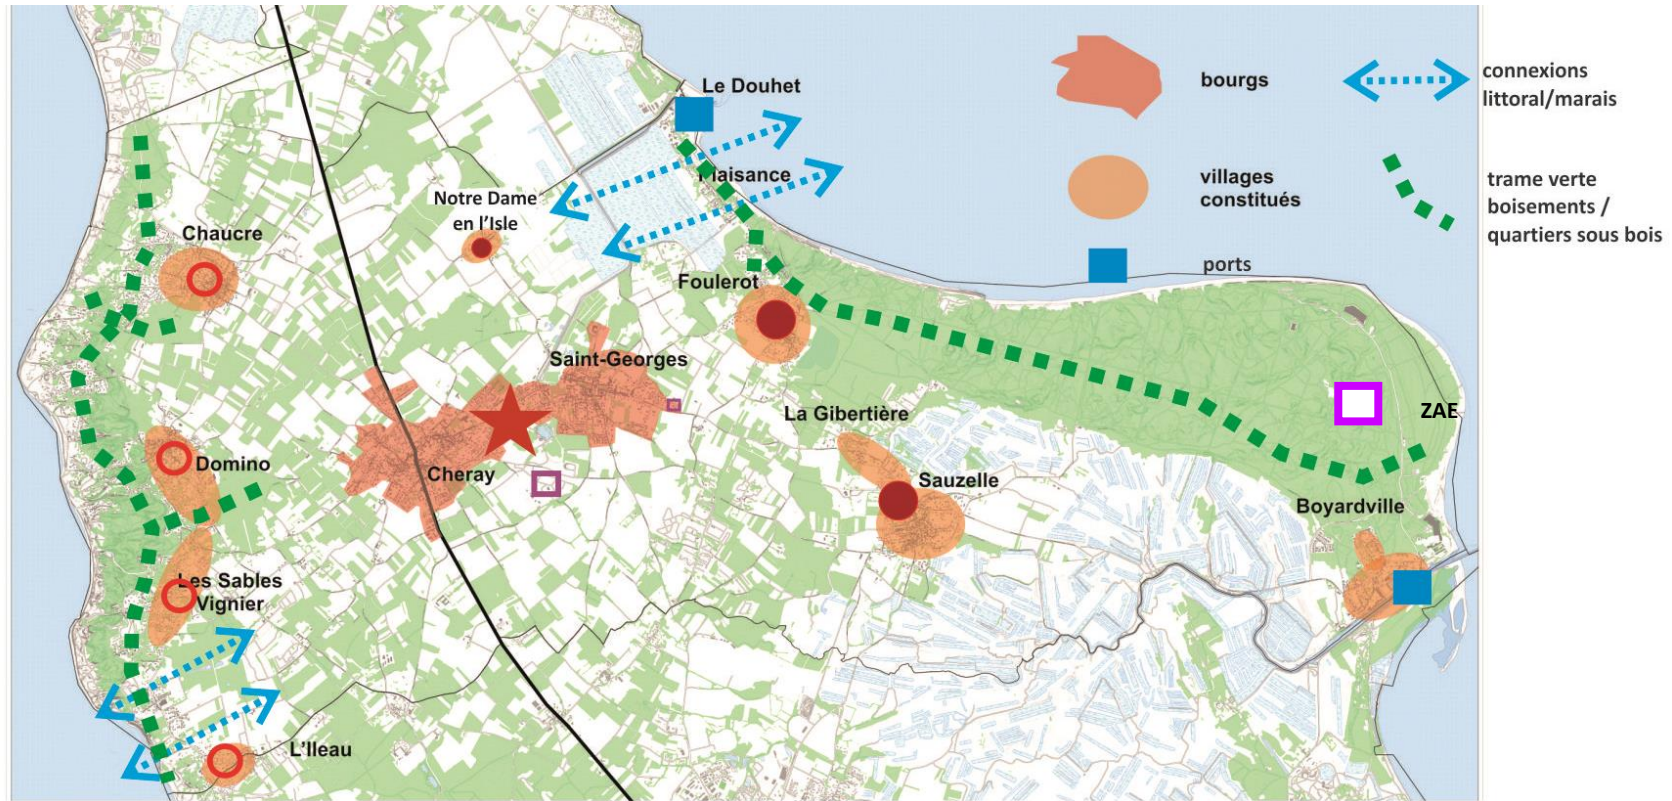 Le Douhet
Plaisance
Notre Dame
en l'Isle
Chaucre
Foulerot
Saint-Georges
La Gibertière
Cheray
Domino
Sauzelle
ZAE
Boyardville
Les Sables
Vignier
L'Ileau
bourgs
connexions
littoral/marais
villages
constitués
trame verte
boisements /
quartiers sous bois
ports